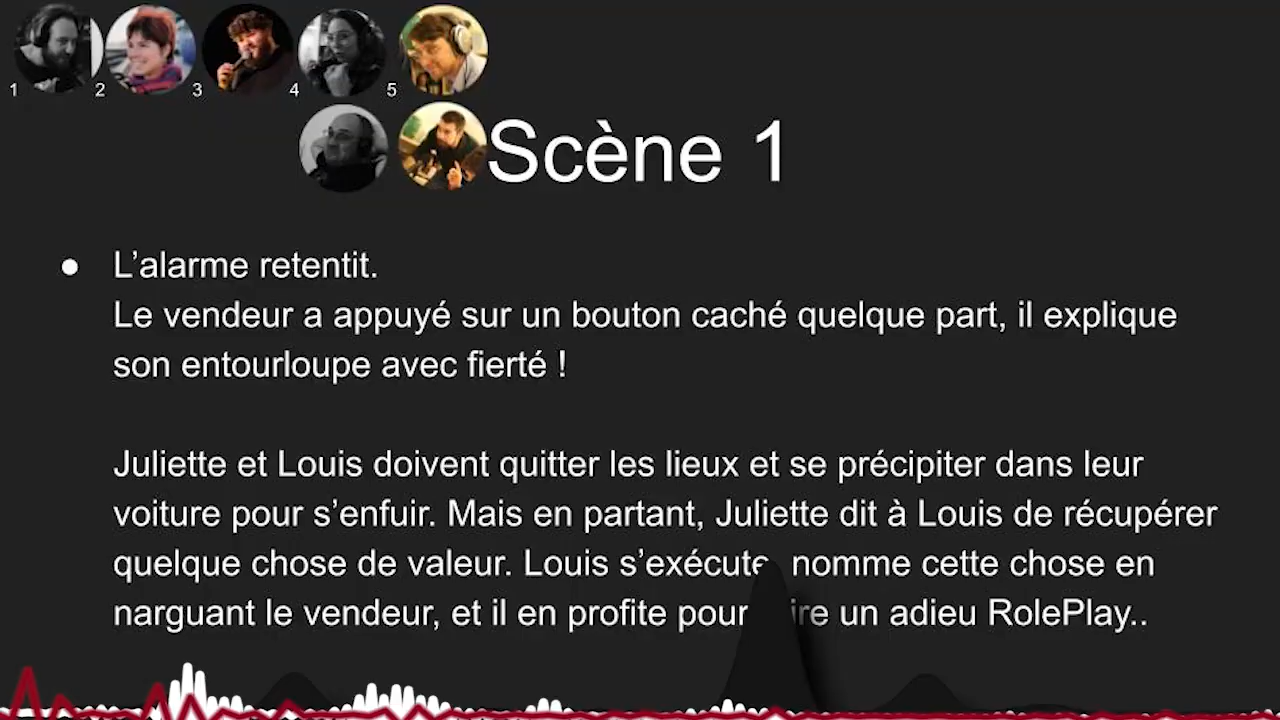 1 2 3 4 5
Scène 1
● L’alarme retentit.
Le vendeur a appuyé sur un bouton caché quelque part, il explique
son entourloupe avec fierté !
Juliette et Louis doivent quitter les lieux et se précipiter dans leur
voiture pour s’enfuir. Mais en partant, Juliette dit à Louis de récupérer
quelque chose de valeur. Louis s’exécute, nomme cette chose en
narguant le vendeur, et il en profite pour un adieu RolePlay..